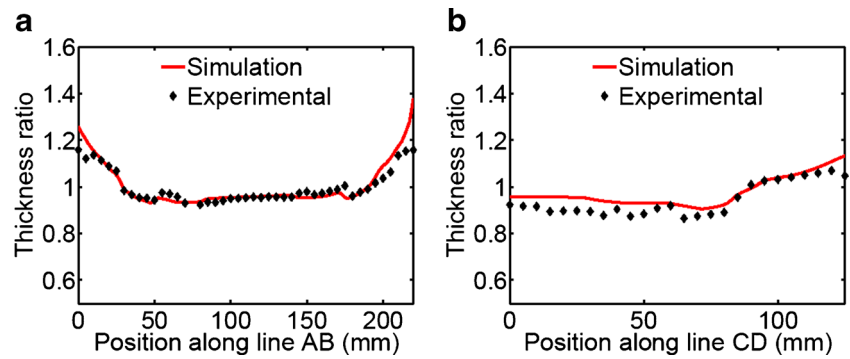 a
1.6
1.4
1.2
1
0.8
0.6
Thickness ratio
Simulation
Experimental
0 50 100 150 200
Position along line AB (mm)
b
1.6
1.4
1.2
1
0.8
0.6
Thickness ratio
Simulation
Experimental
0 50 100
Position along line CD (mm)